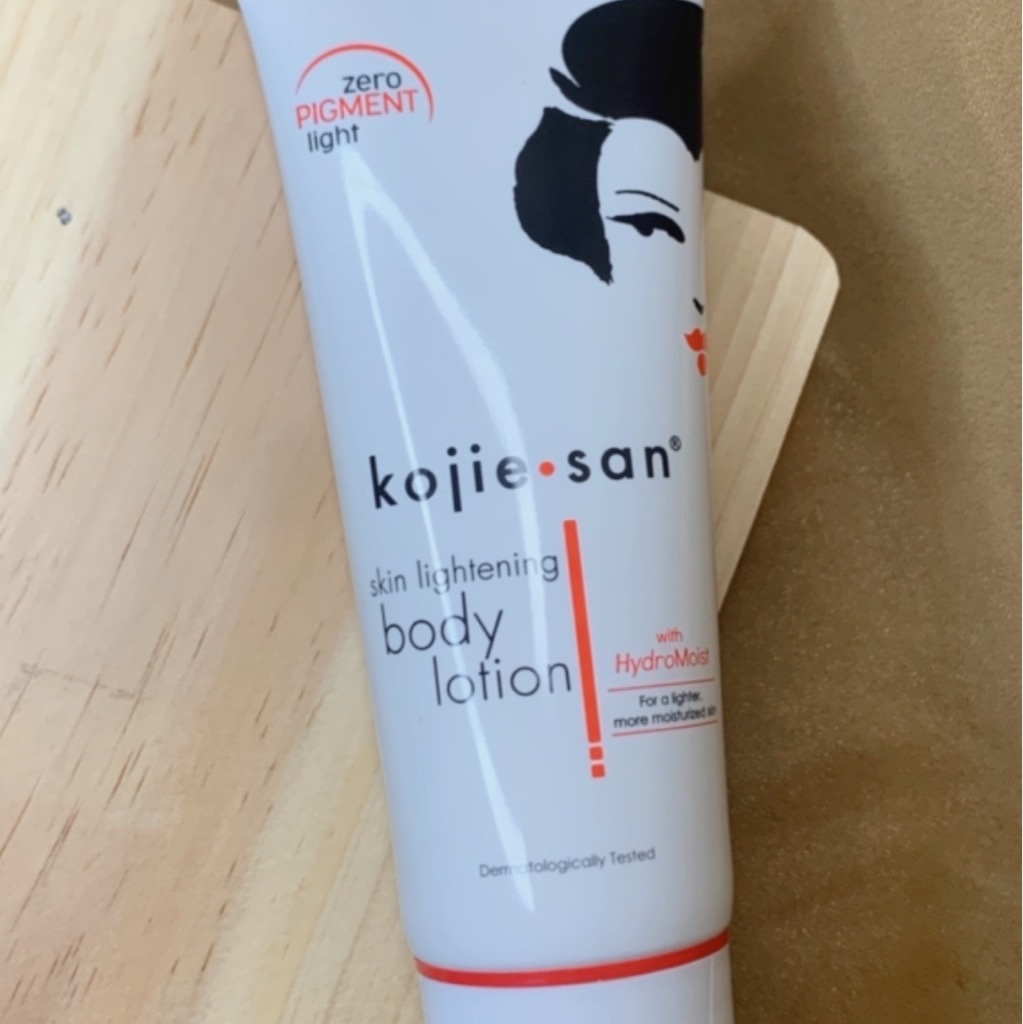 zero
PIGMENT
light
kojie•san®
skin lightening
body
lotion
with
HydroMoist
For a lighter,
more moisturized skin
Dermatologically Tested